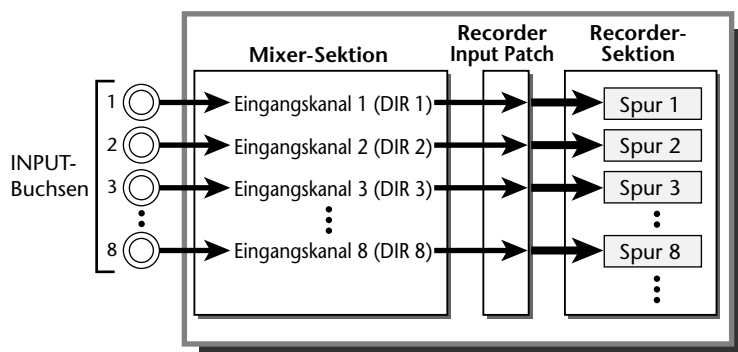 Mixer-Sektion
Recorder
Input Patch
Recorder-
Sektion
INPUT-
Buchsen
1
Eingangskanal 1 (DIR 1)
Spur 1
2
Eingangskanal 2 (DIR 2)
Spur 2
3
Eingangskanal 3 (DIR 3)
Spur 3
8
Eingangskanal 8 (DIR 8)
Spur 8